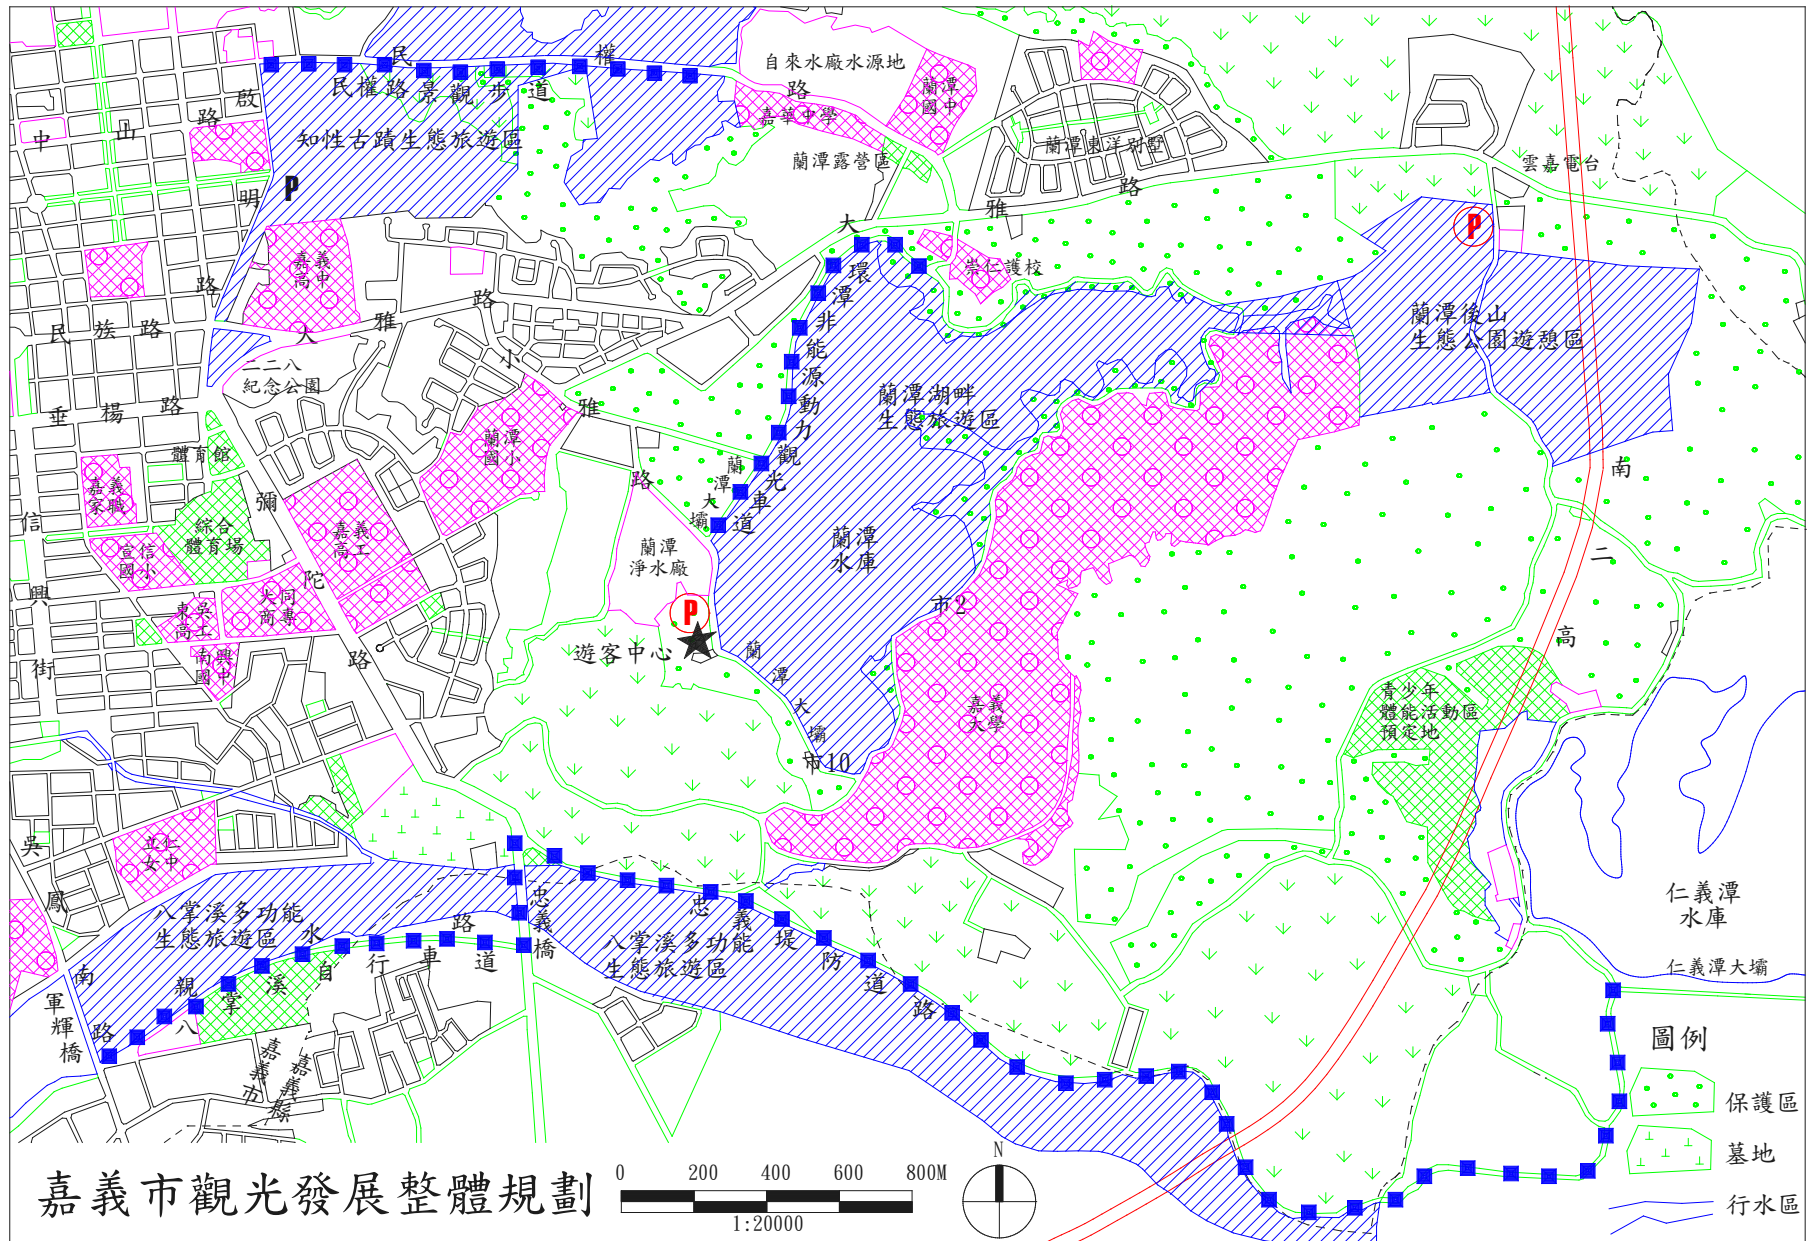 民權路
民權路景觀步道
自來水廠水源地
蘭潭
國中
嘉華中學
啟明路
中山路
知性古蹟生態旅遊區
蘭潭露營區
蘭潭東洋別墅
雲嘉電台
P
P
大雅路
嘉義
高中
崇仁護校
環潭非能源動力觀光車道
蘭潭後山
生態公園遊憩區
民族路
大雅路
二二八
紀念公園
小雅路
蘭潭湖畔
生態旅遊區
垂楊路
體育館
蘭潭
國小
蘭潭大壩
嘉義
家職
彌陀路
綜合
體育場
嘉義
高工
南二高
信興街
宣信
國小
蘭潭
淨水廠
蘭潭
水庫
大同
商專
東吳
高工
市2
P
遊客中心
南興
國中
蘭潭大壩
嘉義
大學
青少年
體能活動區
預定地
市10
吳鳳南路
立仁
女中
仁義潭
水庫
八掌溪多功能
生態旅遊區
忠義橋
忠義堤防道路
八掌溪多功能
生態旅遊區
親水路
八掌溪自行車道
仁義潭大壩
軍輝橋
嘉義市
嘉義縣
圖例
保護區
墓地
行水區
嘉義市觀光發展整體規劃
0 200 400 600 800M
1:20000
N